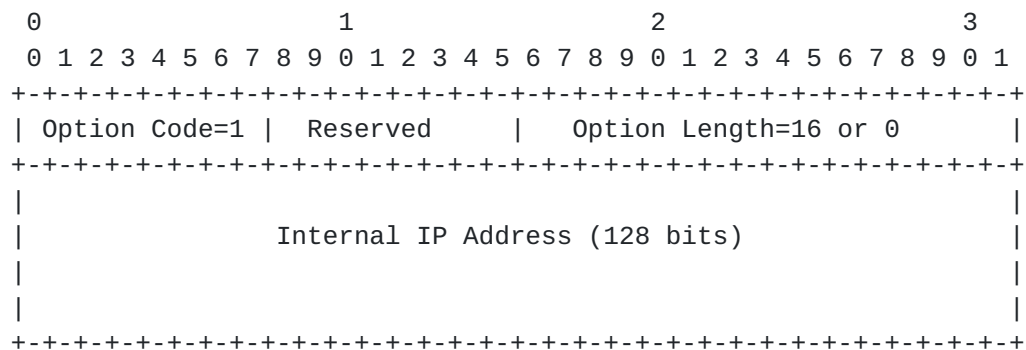 0                   1                   2                   3
 0 1 2 3 4 5 6 7 8 9 0 1 2 3 4 5 6 7 8 9 0 1 2 3 4 5 6 7 8 9 0 1
+-+-+-+-+-+-+-+-+-+-+-+-+-+-+-+-+-+-+-+-+-+-+-+-+-+-+-+-+-+-+-+-+
| Option Code=1 |  Reserved     |   Option Length=16 or 0       |
+-+-+-+-+-+-+-+-+-+-+-+-+-+-+-+-+-+-+-+-+-+-+-+-+-+-+-+-+-+-+-+-+
|                                                               |
|                Internal IP Address (128 bits)                 |
|                                                               |
|                                                               |
+-+-+-+-+-+-+-+-+-+-+-+-+-+-+-+-+-+-+-+-+-+-+-+-+-+-+-+-+-+-+-+-+